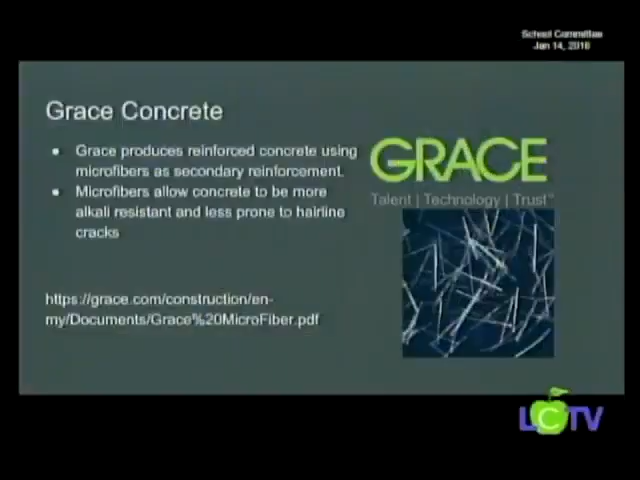 School Committee
Jan 14, 2016
Grace Concrete
● Grace produces reinforced concrete using
microfibers as secondary reinforcement.
● Microfibers allow concrete to be more
alkali resistant and less prone to hairline
cracks
https://grace.com/construction/en-
my/Documents/Grace%20MicroFiber.pdf
GRACE
Talent | Technology | Trust™
LCTV